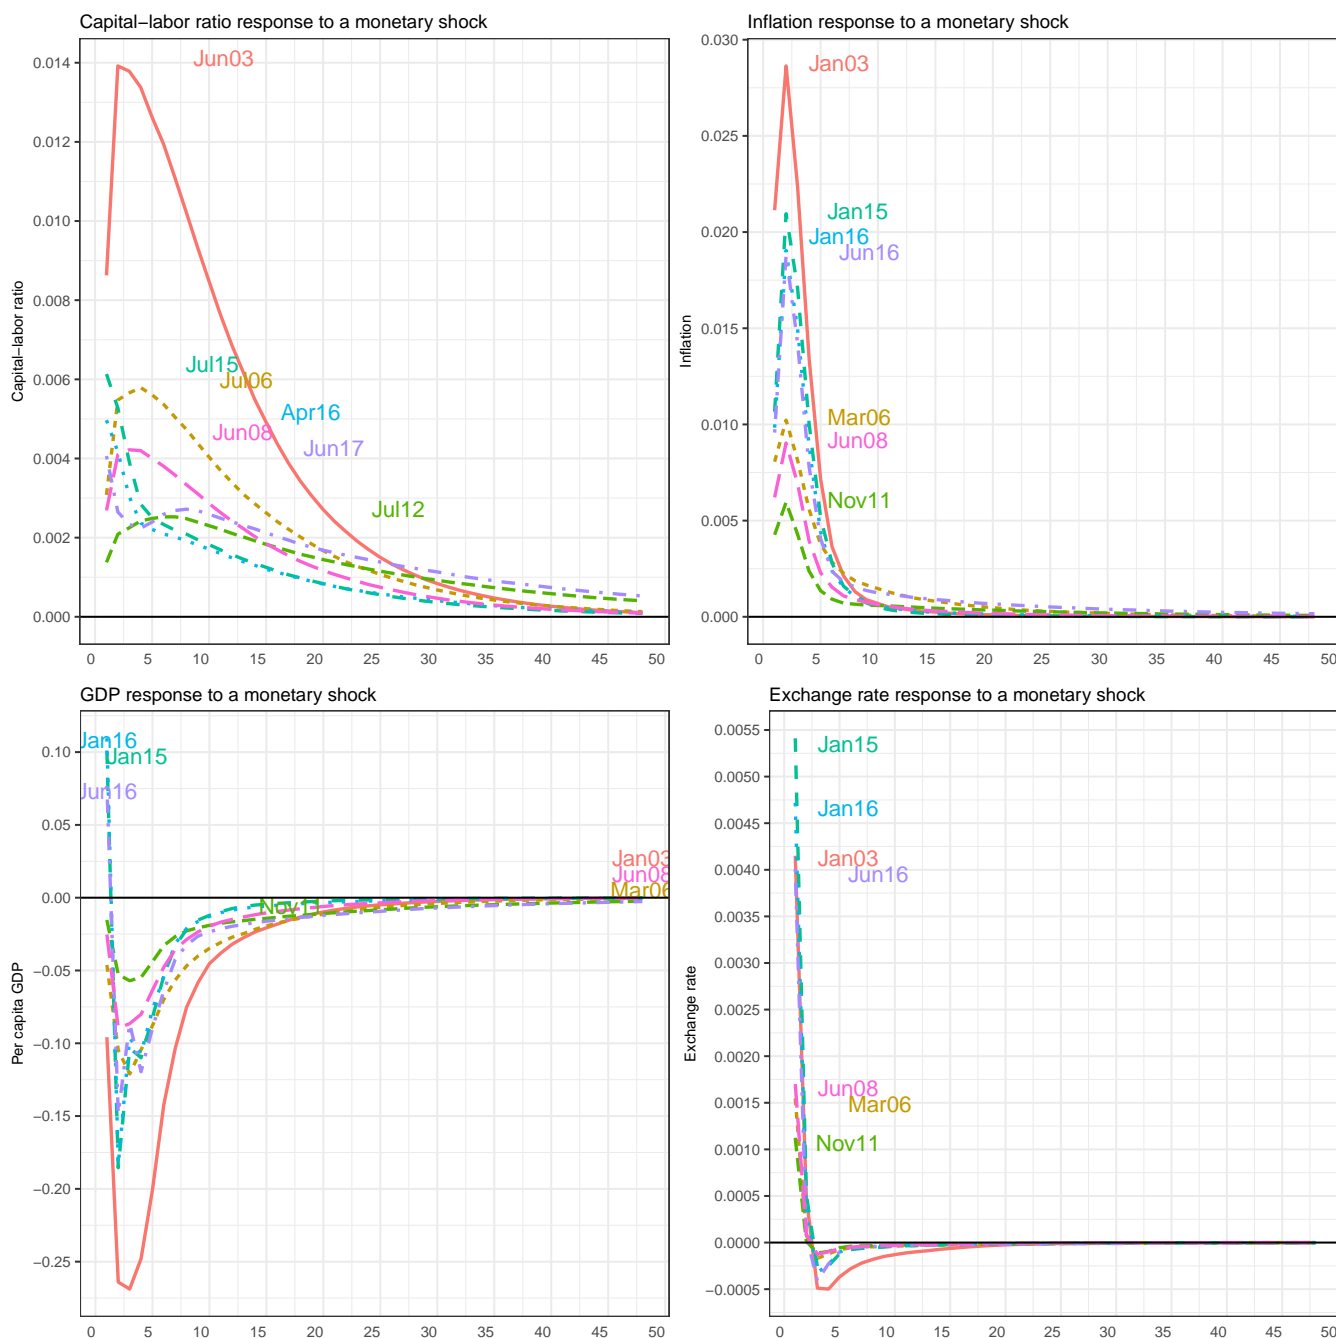 Capital–labor ratio response to a monetary shock
Capital–labor ratio
0.014
0.012
0.010
0.008
0.006
0.004
0.002
0.000
Jun03
Jul15
Jul06
Apr16
Jun08
Jun17
Jul12
0 5 10 15 20 25 30 35 40 45 50
Inflation response to a monetary shock
Inflation
0.030
0.025
0.020
0.015
0.010
0.005
0.000
Jan03
Jan15
Jan16
Jun16
Mar06
Jun08
Nov11
0 5 10 15 20 25 30 35 40 45 50
GDP response to a monetary shock
Per capita GDP
0.10
0.05
0.00
−0.05
−0.10
−0.15
−0.20
−0.25
Jan16
Jan15
Jun16
Jan03
Jun08
Mar06
Nov11
0 5 10 15 20 25 30 35 40 45 50
Exchange rate response to a monetary shock
Exchange rate
0.0055
0.0050
0.0045
0.0040
0.0035
0.0030
0.0025
0.0020
0.0015
0.0010
0.0005
0.0000
−0.0005
Jan15
Jan16
Jan03
Jun16
Jun08
Mar06
Nov11
0 5 10 15 20 25 30 35 40 45 50